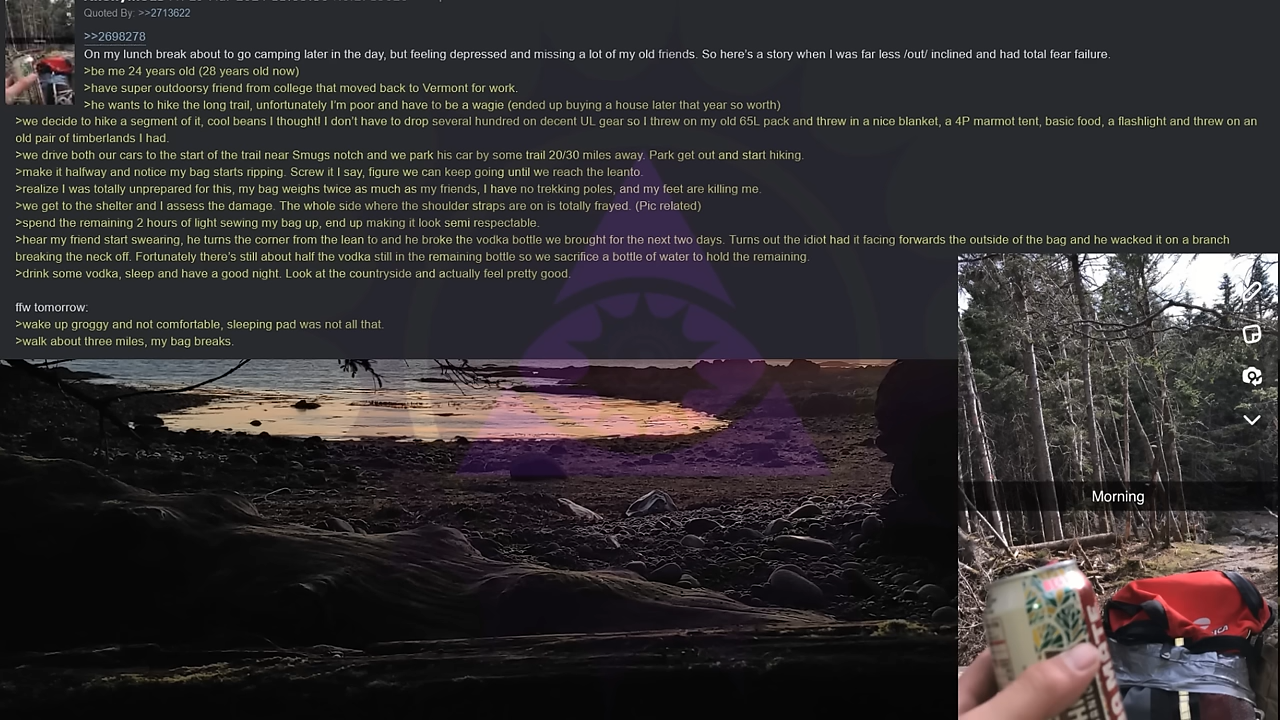 Quoted By: >>2713622
>>2698278
On my lunch break about to go camping later in the day, but feeling depressed and missing a lot of my old friends. So here's a story when I was far less /out/ inclined and had total fear failure.
>be me 24 years old (28 years old now)
>have super outdoorsy friend from college that moved back to Vermont for work.
>he wants to hike the long trail, unfortunately I'm poor and have to be a wagie (ended up buying a house later that year so worth)
>we decide to hike a segment of it, cool beans I thought! I don't have to drop several hundred on decent UL gear so I threw on my old 65L pack and threw in a nice blanket, a 4P marmot tent, basic food, a flashlight and threw on an
old pair of timberlands I had.
>we drive both our cars to the start of the trail near Smugs notch and we park his car by some trail 20/30 miles away. Park get out and start hiking.
>make it halfway and notice my bag starts ripping. Screw it I say, figure we can keep going until we reach the leanto.
>realize I was totally unprepared for this, my bag weighs twice as much as my friends, I have no trekking poles, and my feet are killing me.
>we get to the shelter and I assess the damage. The whole side where the shoulder straps are on is totally frayed. (Pic related)
>spend the remaining 2 hours of light sewing my bag up, end up making it look semi respectable.
>hear my friend start swearing, he turns the corner from the lean to and he broke the vodka bottle we brought for the next two days. Turns out the idiot had it facing forwards the outside of the bag and he wacked it on a branch
breaking the neck off. Fortunately there's still about half the vodka still in the remaining bottle so we sacrifice a bottle of water to hold the remaining.
>drink some vodka, sleep and have a good night. Look at the countryside and actually feel pretty good.
ffw tomorrow:
>wake up groggy and not comfortable, sleeping pad was not all that.
>walk about three miles, my bag breaks.
Morning